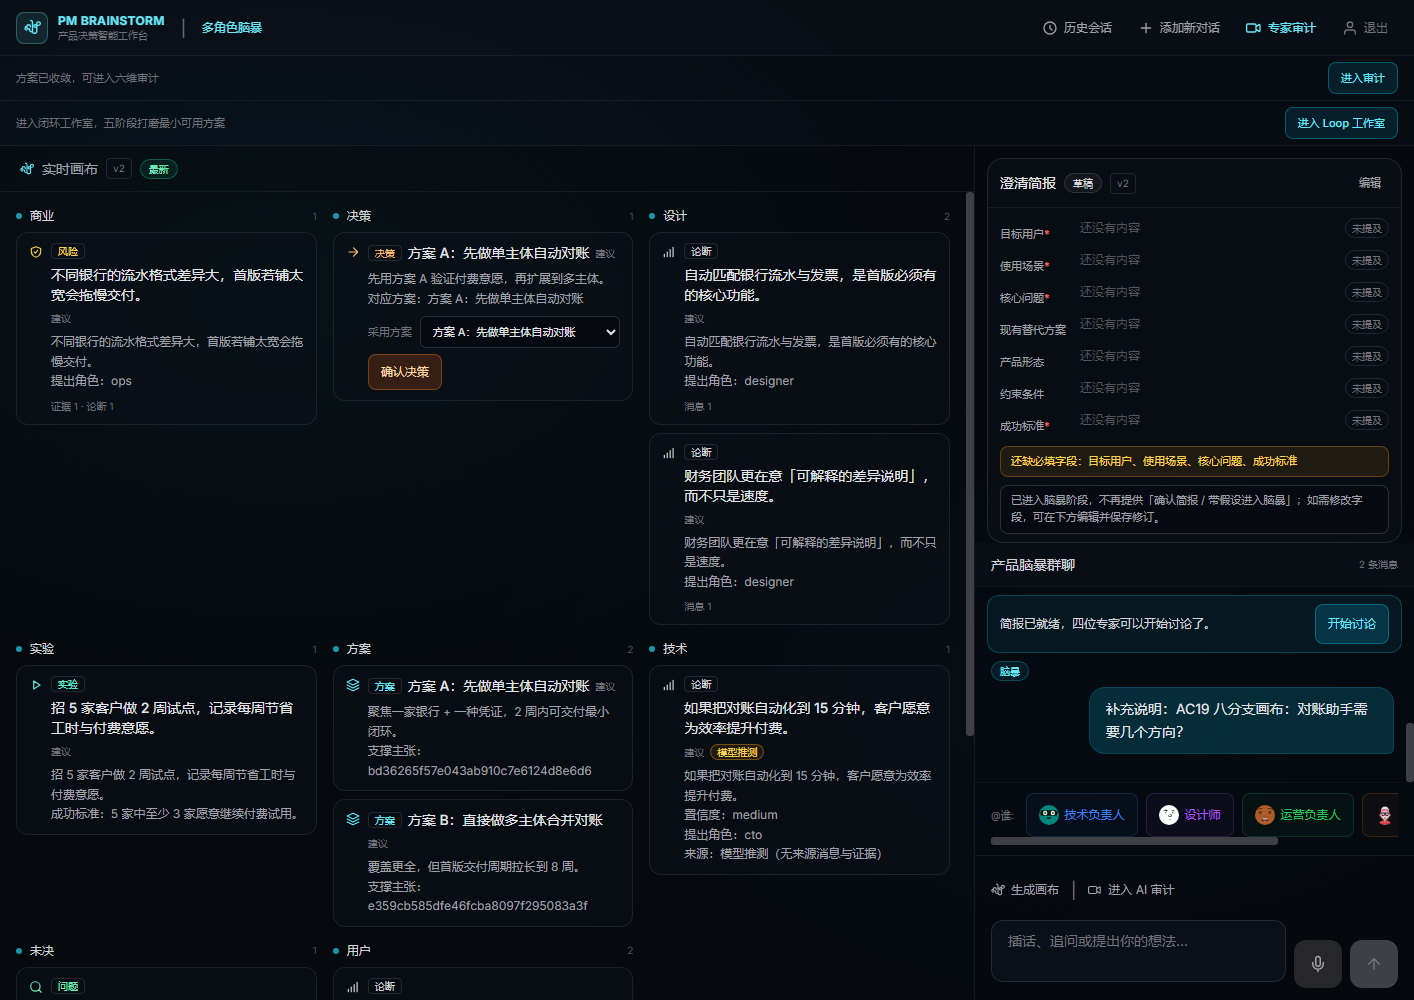 PM BRAINSTORM
产品决策智能工作台
多角色脑暴
历史会话
添加新对话
专家审计
退出
方案已收敛，可进入六维审计
进入审计
进入闭环工作室，五阶段打磨最小可用方案
进入 Loop 工作室
实时画布 v2 最新
商业 1
风险
不同银行的流水格式差异大，首版若铺太
宽会拖慢交付。
建议
不同银行的流水格式差异大，首版若铺太宽会拖
慢交付。
提出角色：ops
证据 1 · 论断 1
决策 1
决策 方案 A：先做单主体自动对账 建议
先用方案 A 验证付费意愿，再扩展到多主体。
对应方案：方案 A：先做单主体自动对账
采用方案 方案 A：先做单主体自动对账
确认决策
设计 2
论断
自动匹配银行流水与发票，是首版必须有
的核心功能。
建议
自动匹配银行流水与发票，是首版必须有的核心
功能。
提出角色：designer
消息 1
论断
财务团队更在意「可解释的差异说明」，
而不只是速度。
建议
财务团队更在意「可解释的差异说明」，而不只
是速度。
提出角色：designer
消息 1
实验 1
实验
招 5 家客户做 2 周试点，记录每周节省
工时与付费意愿。
建议
招 5 家客户做 2 周试点，记录每周节省工时与
付费意愿。
成功标准：5 家中至少 3 家愿意继续付费试用。
方案 2
方案 方案 A：先做单主体自动对账 建议
聚焦一家银行 + 一种凭证，2 周内可交付最小
闭环。
支撑主张：
bd36265f57e043ab910c7e6124d8e6d6
方案 方案 B：直接做多主体合并对账
建议
覆盖更全，但首版交付周期拉长到 8 周。
支撑主张：
e359cb585dfe46fcba8097f295083a3f
技术 1
论断
如果把对账自动化到 15 分钟，客户愿意
为效率提升付费。
建议 模型推测
如果把对账自动化到 15 分钟，客户愿意为效率
提升付费。
置信度：medium
提出角色：cto
来源：模型推测（无来源消息与证据）
未决 1
问题
用户 2
论断
澄清简报 草稿 v2 编辑
目标用户* 还没有内容 未提及
使用场景* 还没有内容 未提及
核心问题* 还没有内容 未提及
现有替代方案 还没有内容 未提及
产品形态 还没有内容 未提及
约束条件 还没有内容 未提及
成功标准* 还没有内容 未提及
还缺必填字段：目标用户、使用场景、核心问题、成功标准
已进入脑暴阶段，不再提供「确认简报 / 带假设进入脑暴」；如需修改字
段，可在下方编辑并保存修订。
产品脑暴群聊 2 条消息
简报已就绪，四位专家可以开始讨论了。
开始讨论
脑暴
补充说明：AC19 八分支画布：对账助手需
要几个方向？
@谁: 技术负责人 设计师 运营负责人
生成画布 进入 AI 审计
插话、追问或提出你的想法...